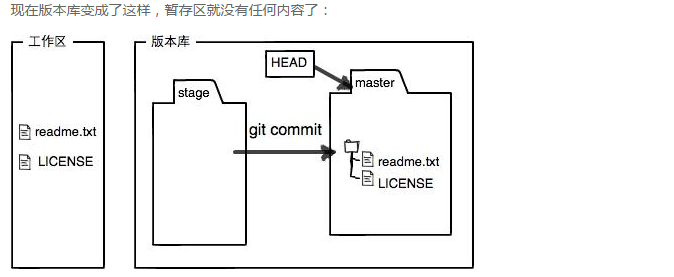 现在版本库变成了这样，暂存区就没有任何内容了：
工作区
版本库
HEAD
stage
master
git commit
readme.txt
LICENSE
readme.txt
LICENSE